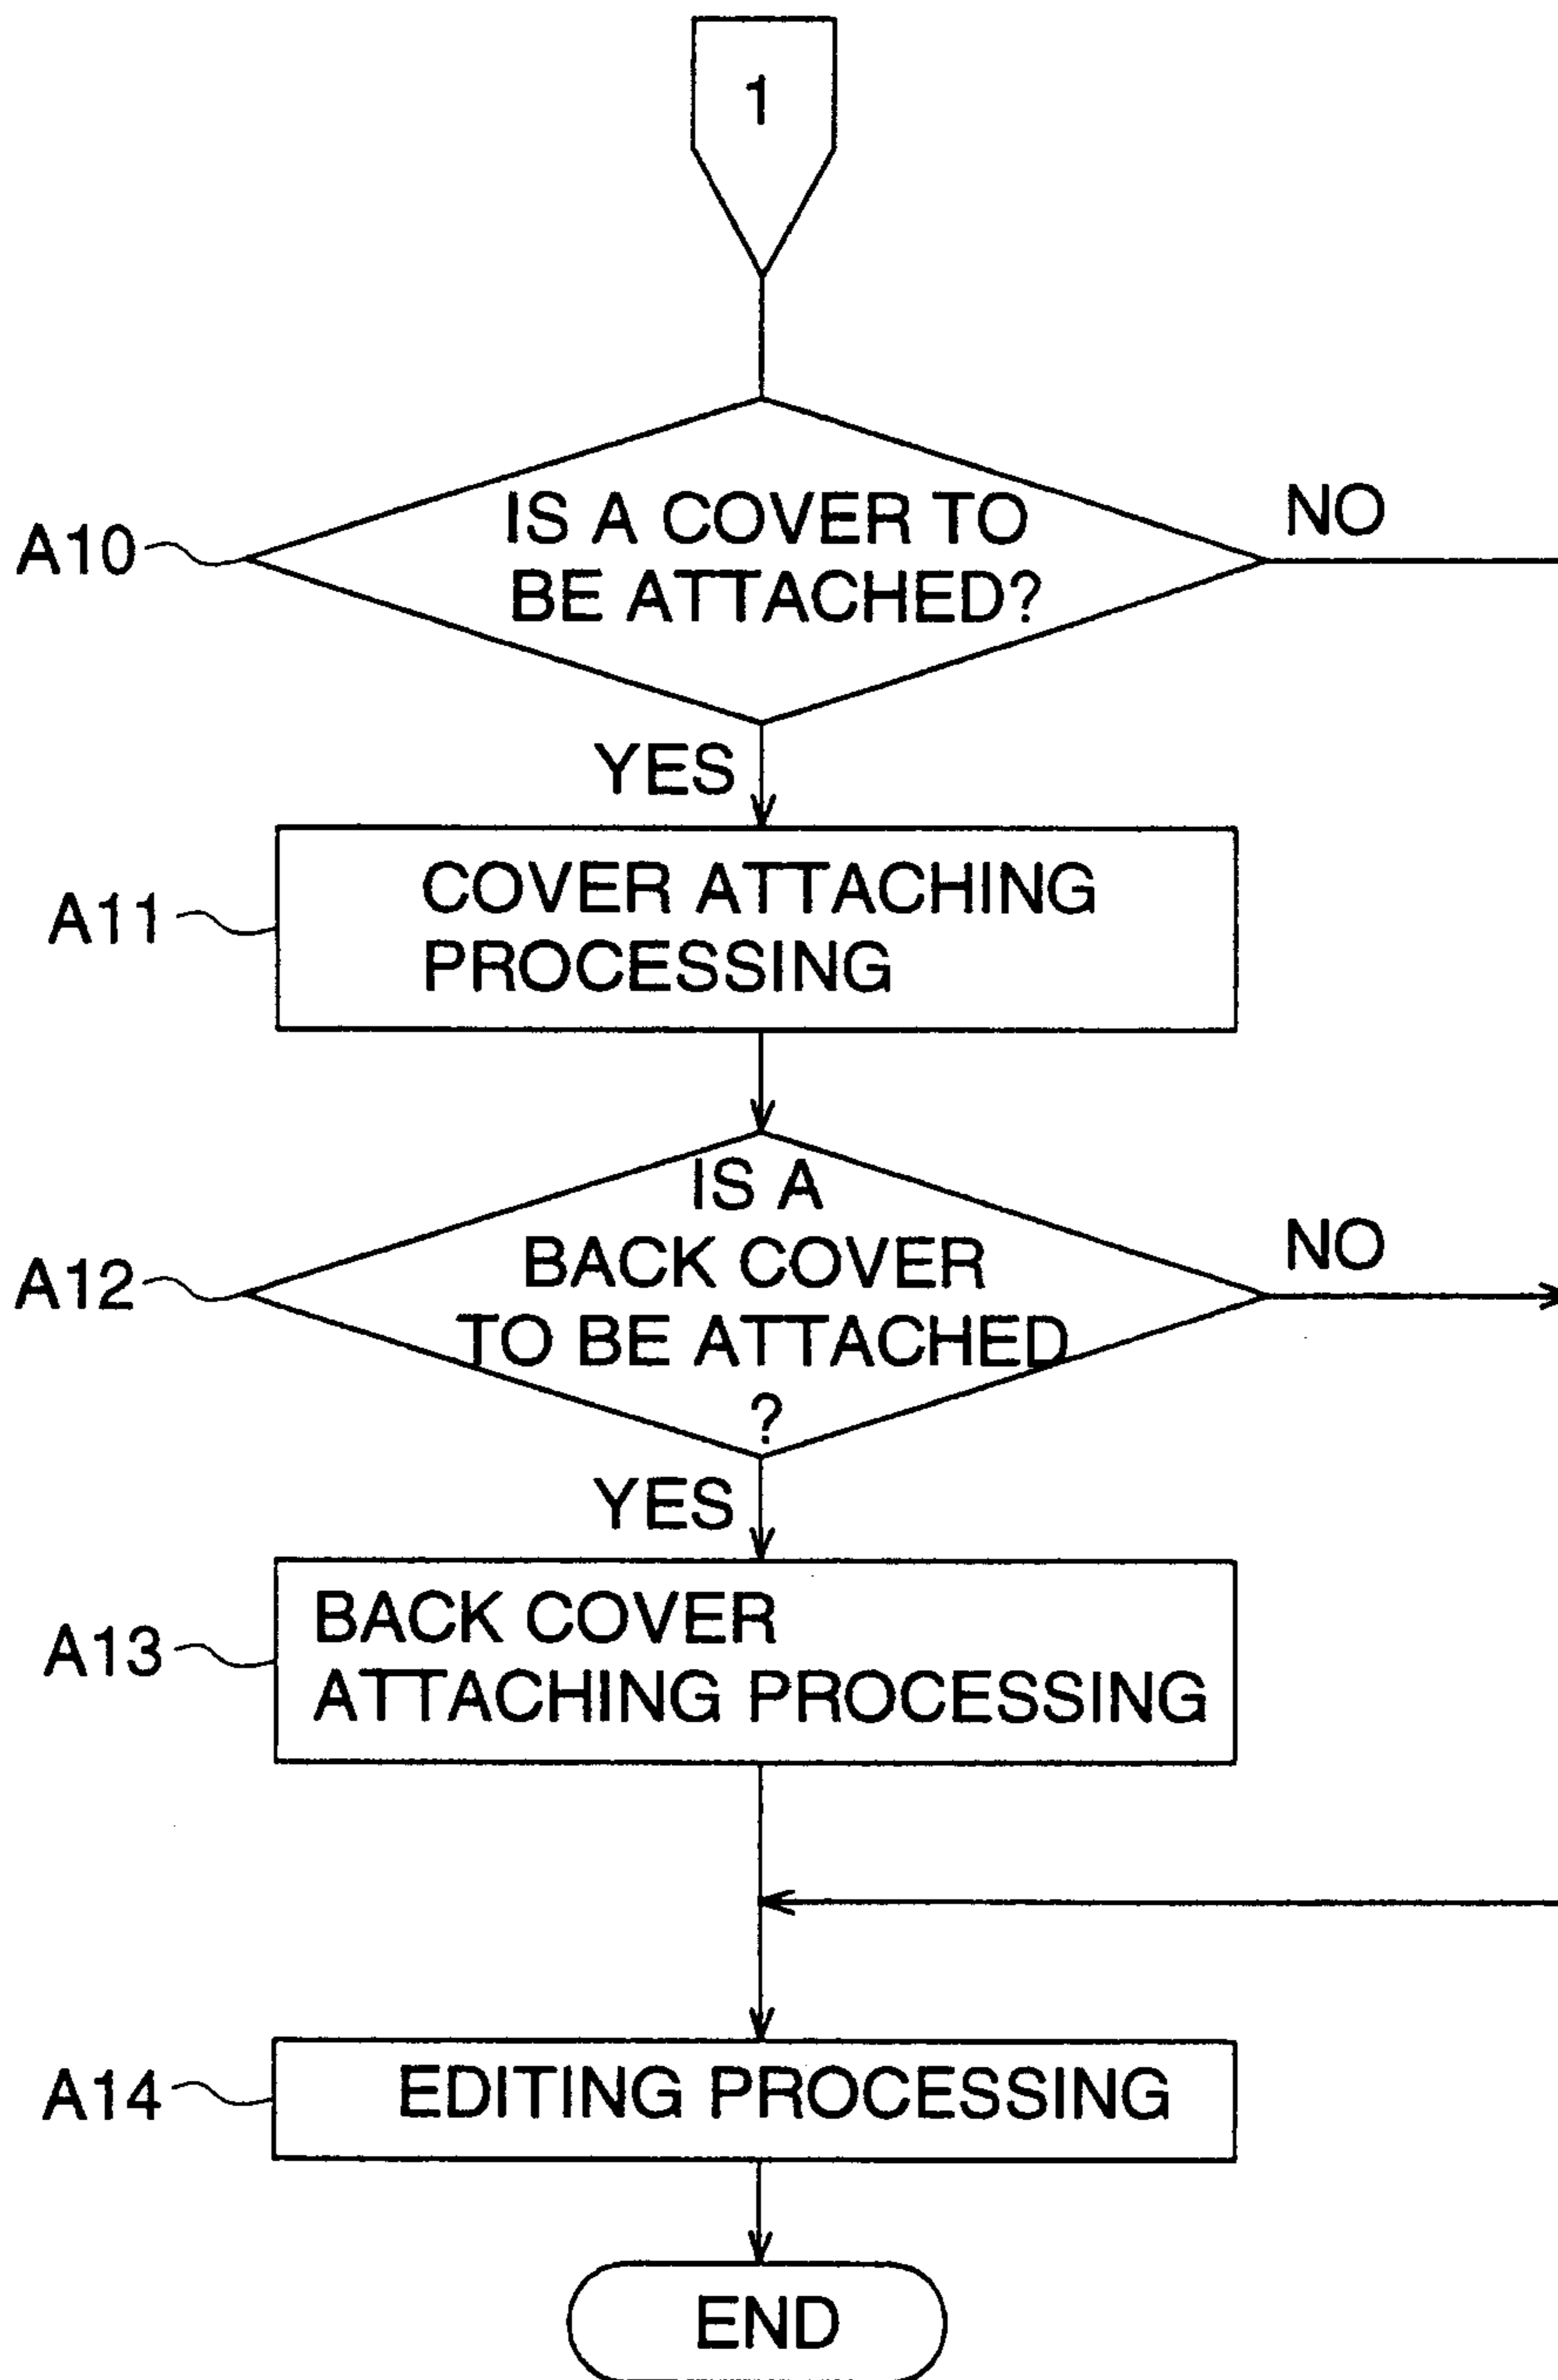 1
IS A COVER TO
BE ATTACHED?
NO
A10
YES
COVER ATTACHING
PROCESSING
A11
IS A
BACK COVER
TO BE ATTACHED
?
NO
A12
YES
BACK COVER
ATTACHING PROCESSING
A13
EDITING PROCESSING
A14
END